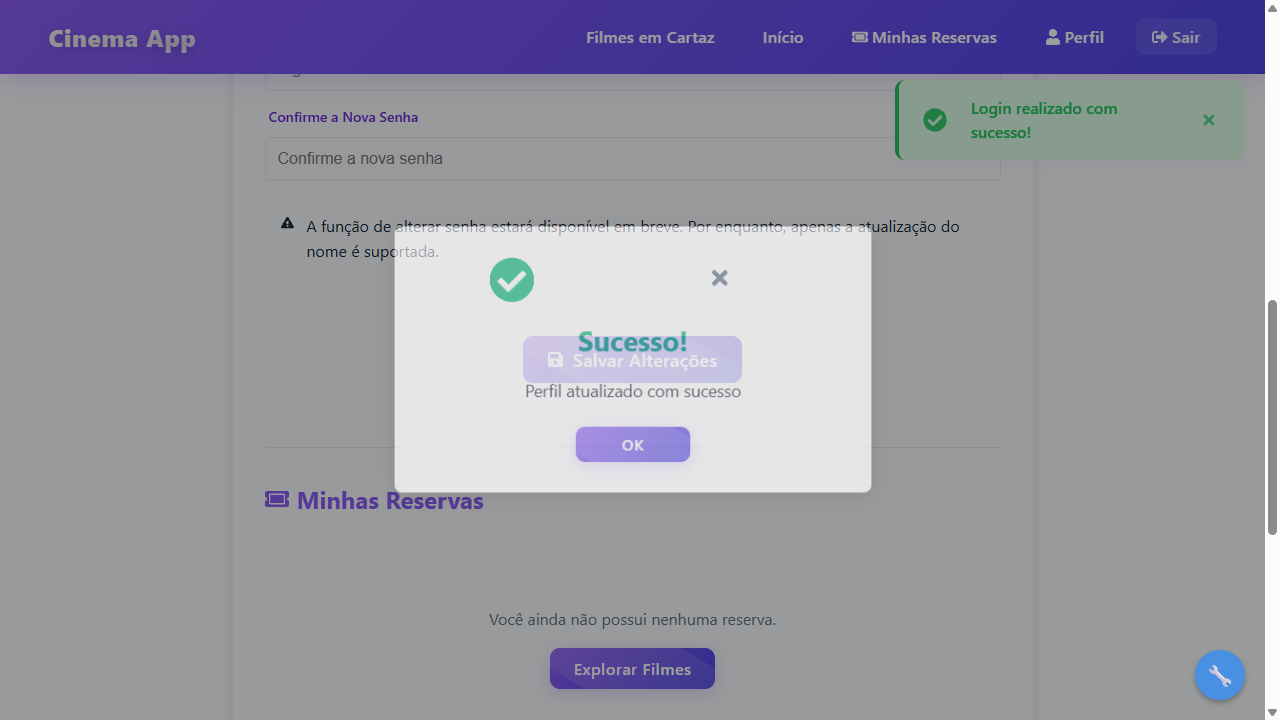 Cinema App
Filmes em Cartaz
Início
Minhas Reservas
Perfil
Sair
Login realizado com
sucesso!
Confirme a Nova Senha
Confirme a nova senha
A função de alterar senha estará disponível em breve. Por enquanto, apenas a atualização do
nome é suportada.
Sucesso!
Salvar Alterações
Perfil atualizado com sucesso
OK
Minhas Reservas
Você ainda não possui nenhuma reserva.
Explorar Filmes